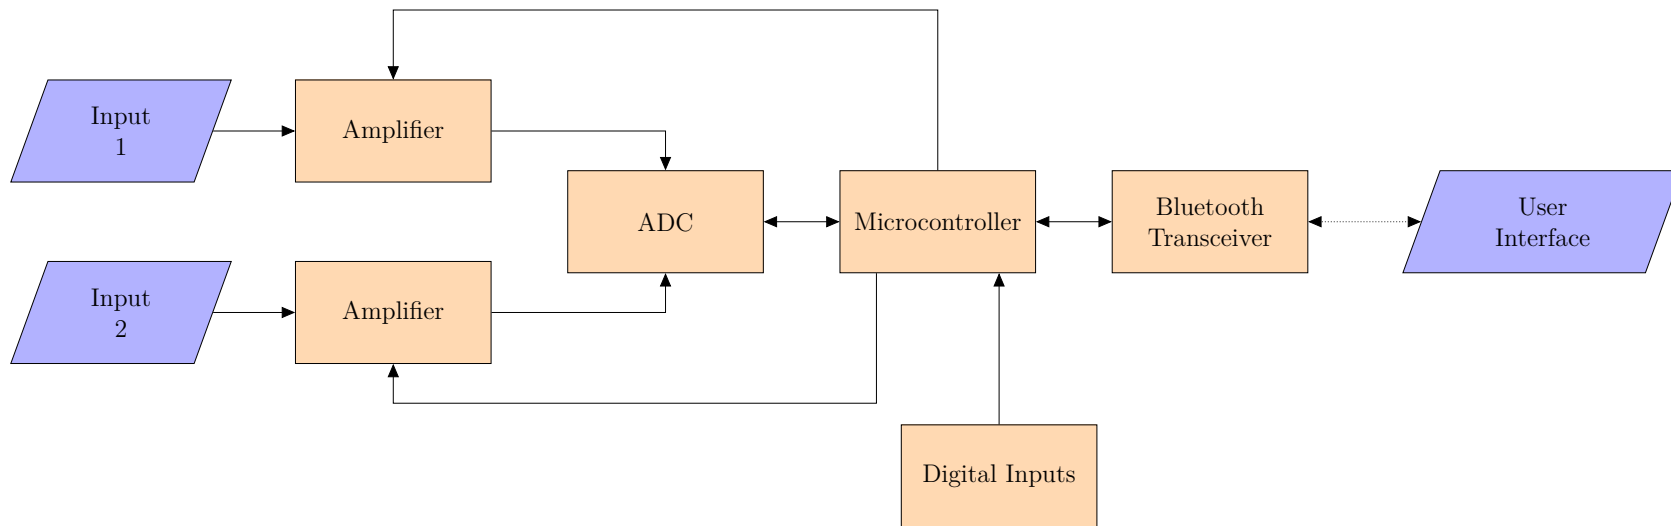 Input
1
Amplifier
ADC
Microcontroller
Bluetooth
Transceiver
User
Interface
Input
2
Amplifier
Digital Inputs